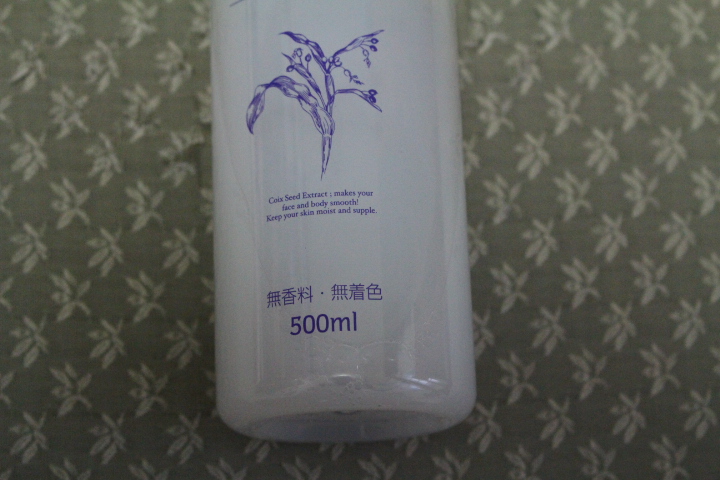 Coix Seed Extract ; makes your
face and body smooth!
Keep your skin moist and supple.
無香料・無着色
500ml